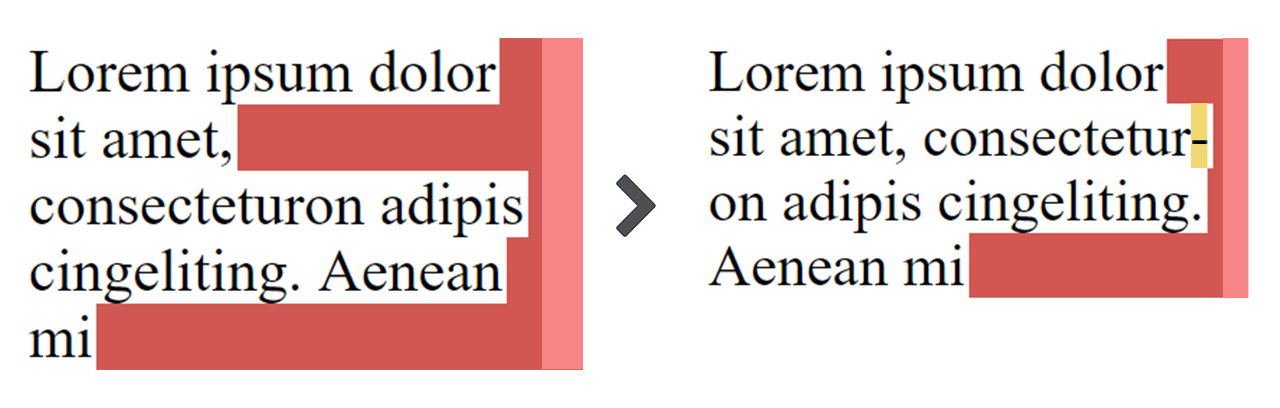 Lorem ipsum dolor
sit amet,
consecteturon adipis
cingeliting. Aenean
mi
Lorem ipsum dolor
sit amet, consectetur-
on adipis cingeliting.
Aenean mi